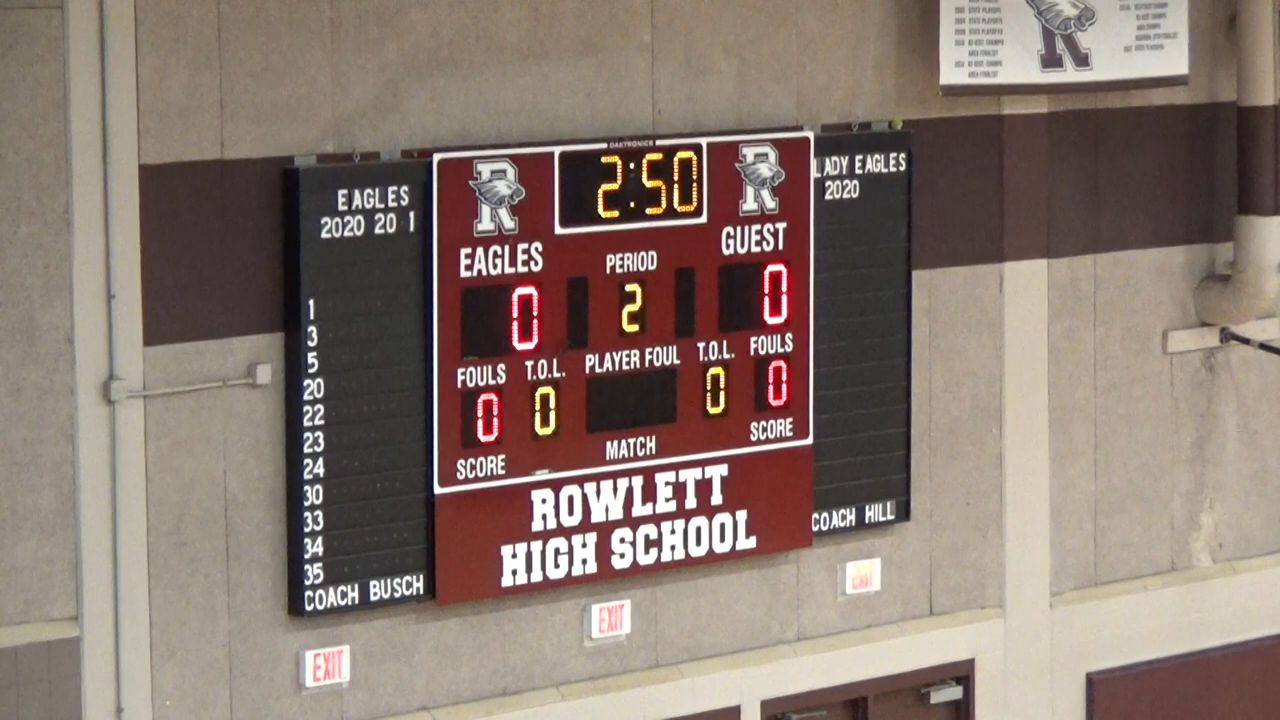 EAGLES
2020 20 1
1
3
5
20
22
23
24
30
33
34
35
COACH BUSCH
DAKTRONICS
2:50
R
R
EAGLES
PERIOD
GUEST
0
2
0
FOULS
T.O.L.
PLAYER FOUL
T.O.L.
FOULS
0
0
0
0
SCORE
MATCH
SCORE
ROWLETT
HIGH SCHOOL
LADY EAGLES
2020
COACH HILL
R
EXIT
EXIT
EXIT